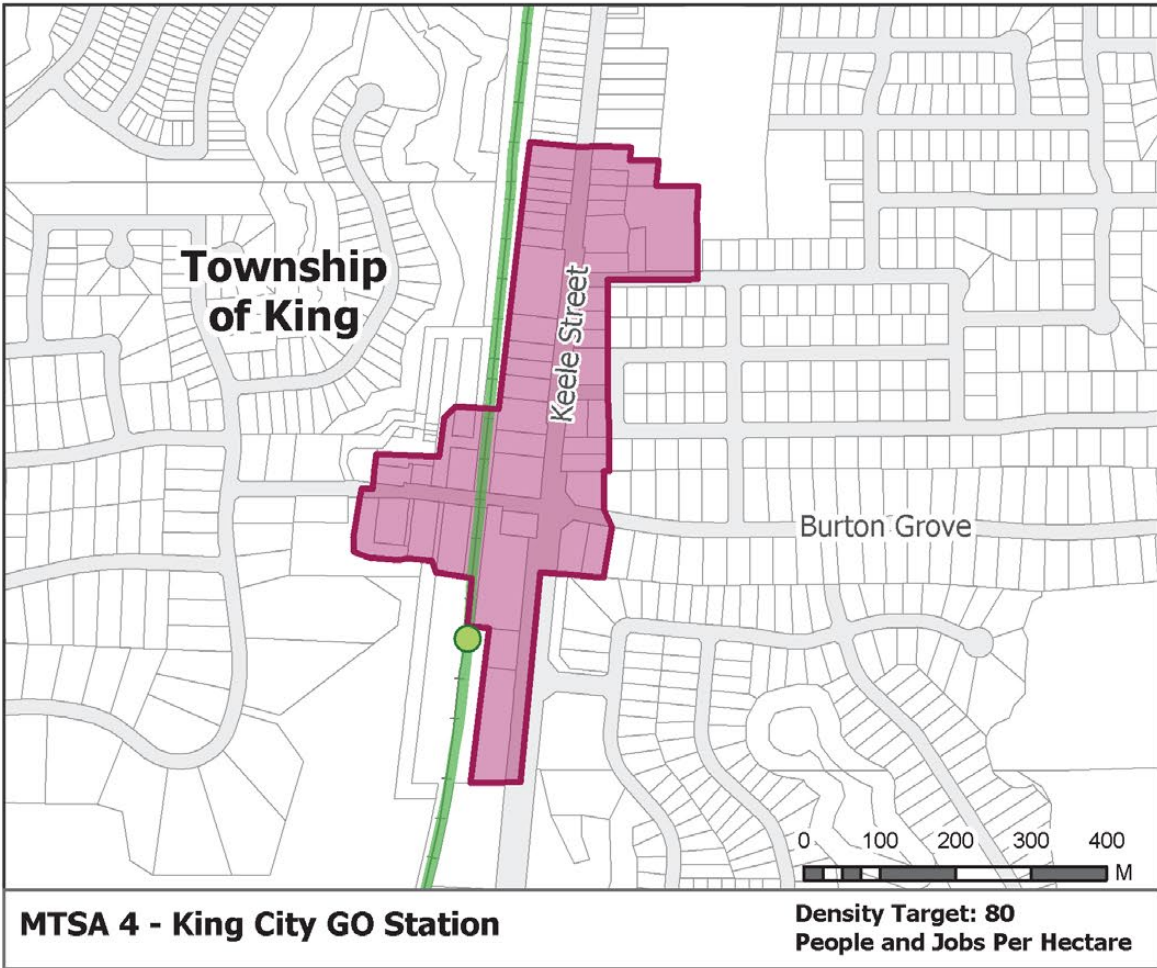 Township
of King
Keele Street
Burton Grove
0 100 200 300 400
M
MTSA 4 - King City GO Station
Density Target: 80
People and Jobs Per Hectare